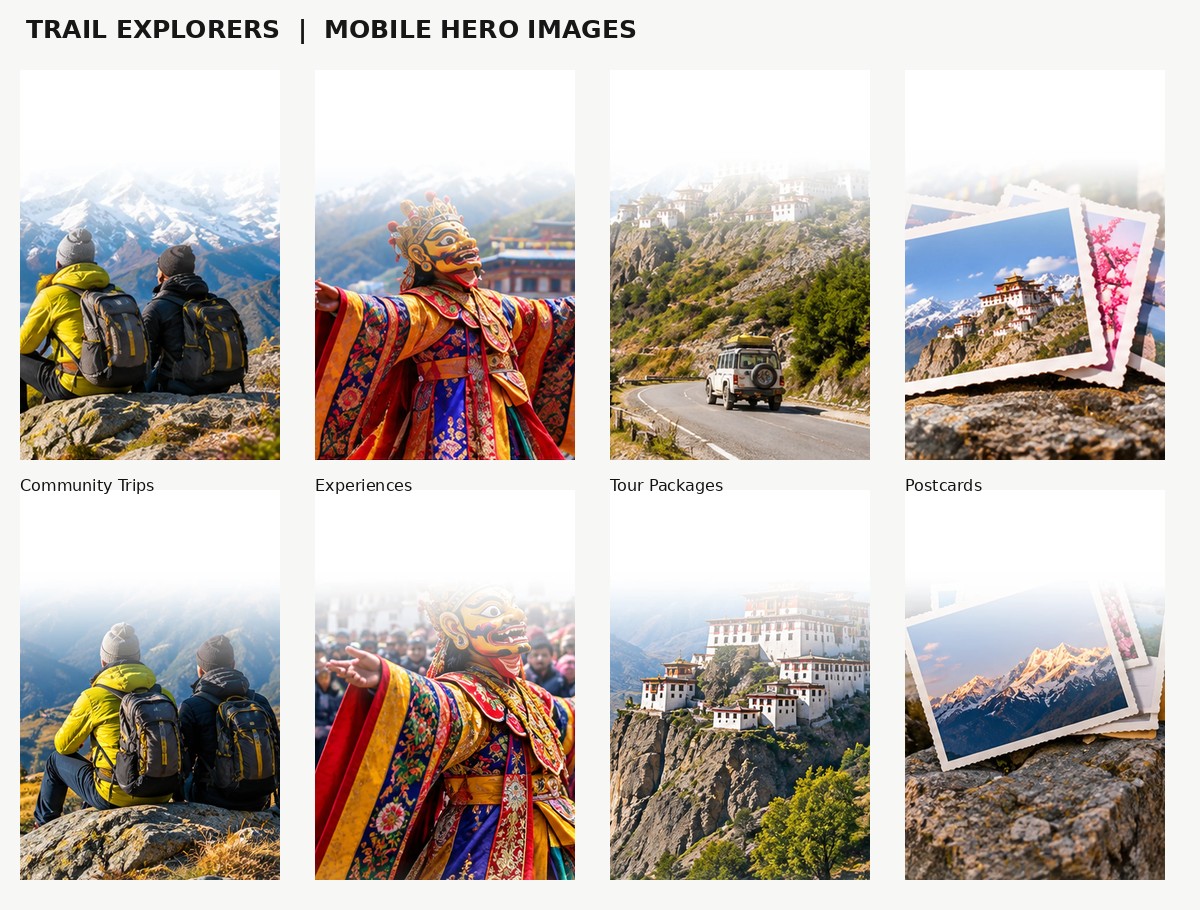 TRAIL EXPLORERS | MOBILE HERO IMAGES
Community Trips
Experiences
Tour Packages
Postcards